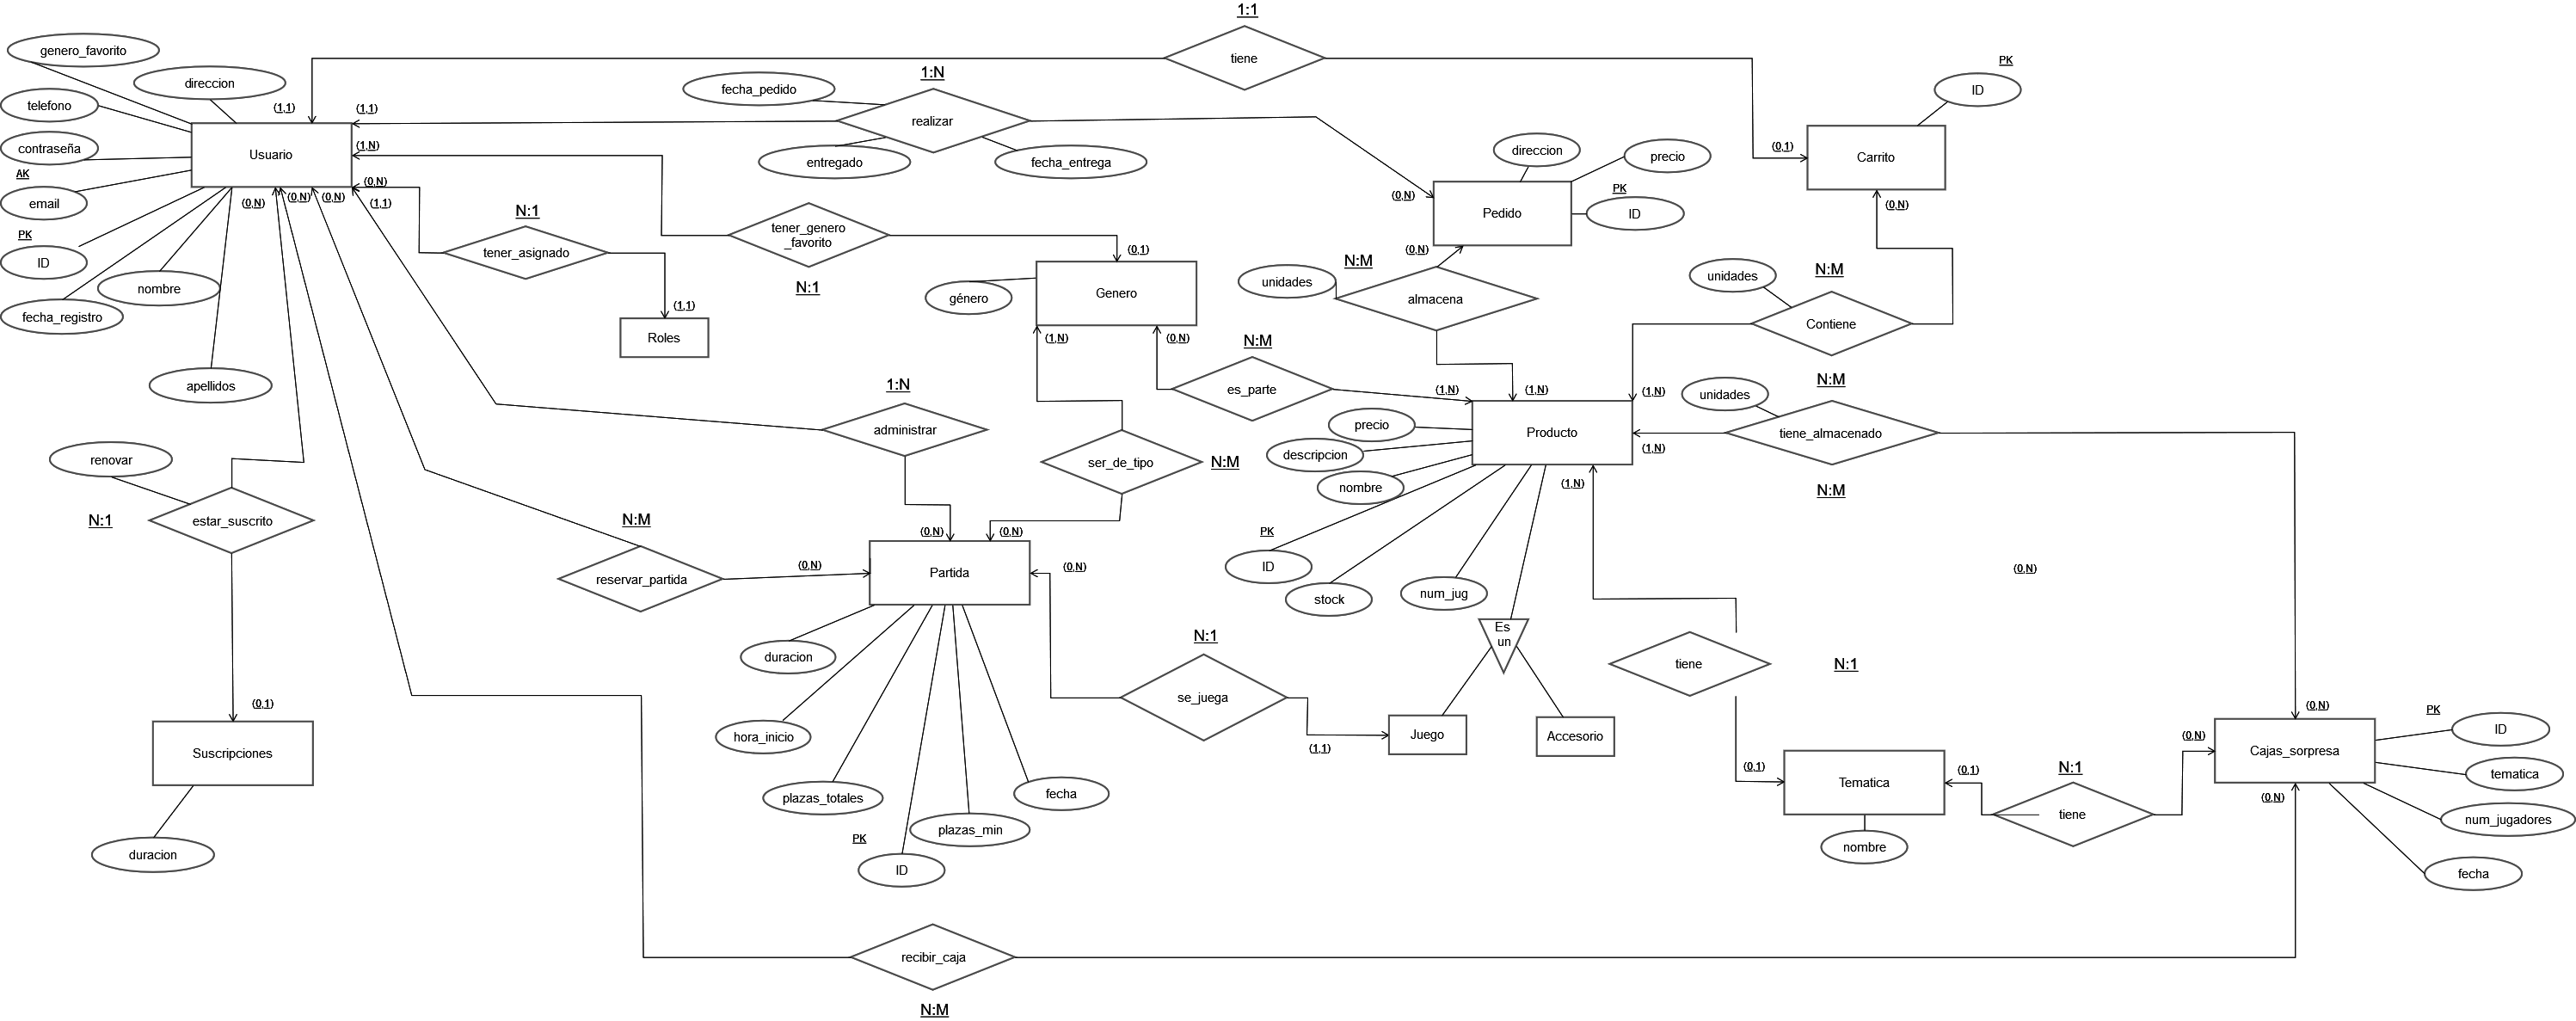 1:1
tiene
genero_favorito
direccion
telefono
contraseña
AK
email
PK
ID
fecha_registro
nombre
apellidos
Usuario
(1,1)
(1,1)
(1,N)
(0,N)
(1,1)
(0,N)
(0,N)
(0,N)
1:N
fecha_pedido
realizar
entregado
fecha_entrega
N:1
tener_asignado
(1,1)
Roles
tener_genero
_favorito
N:1
(0,1)
género
Genero
(1,N)
(0,N)
direccion
precio
PK
ID
(0,N)
Pedido
(0,N)
N:M
unidades
almacena
PK
ID
(0,1)
Carrito
(0,N)
unidades
N:M
Contiene
N:M
es_parte
(1,N)
(1,N)
(1,N)
unidades
N:M
tiene_almacenado
N:M
(1,N)
(1,N)
Producto
precio
descripcion
nombre
PK
ID
stock
num_jug
Es
un
Juego
Accesorio
1:N
administrar
ser_de_tipo
N:M
renovar
estar_suscrito
N:1
N:M
reservar_partida
(0,N)
(0,N)
(0,N)
(0,N)
Partida
duracion
hora_inicio
plazas_totales
PK
ID
plazas_min
fecha
N:1
se_juega
(1,1)
(0,N)
tiene
N:1
(0,1)
Tematica
nombre
(0,1)
N:1
tiene
(0,N)
(0,N)
(0,N)
Cajas_sorpresa
PK
ID
tematica
num_jugadores
fecha
(0,1)
Suscripciones
duracion
recibir_caja
N:M